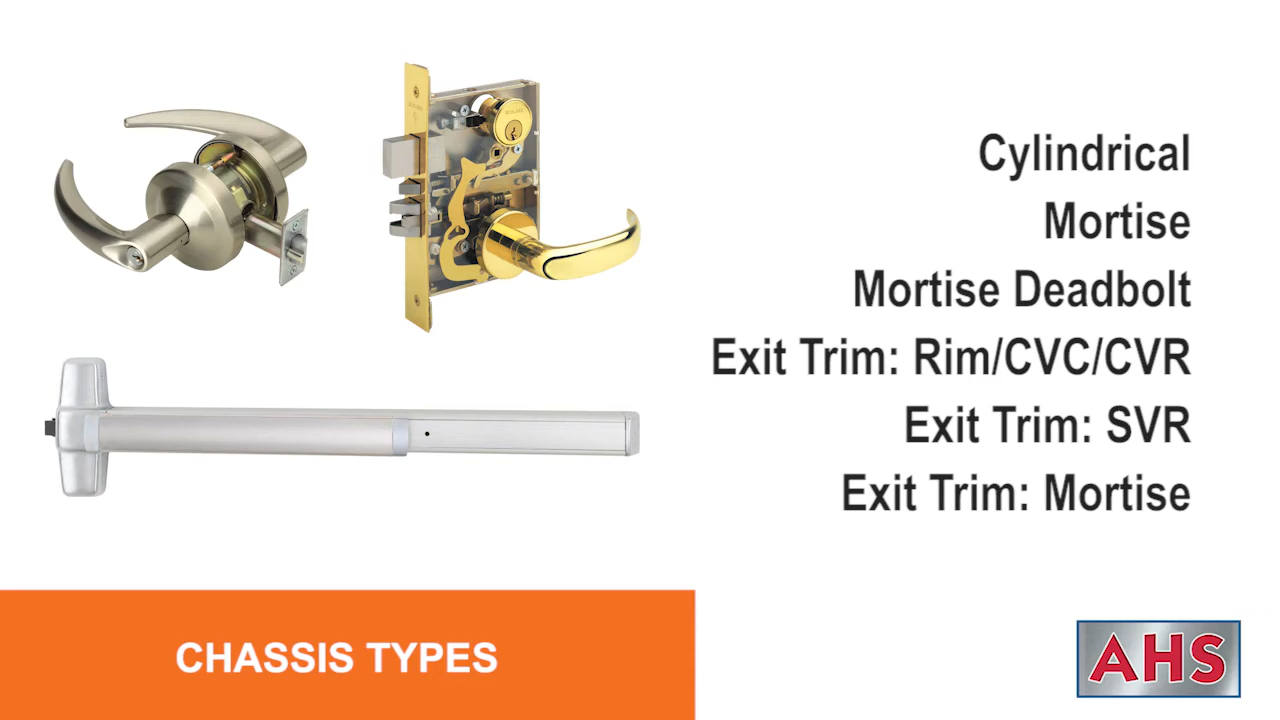 Cylindrical
Mortise
Mortise Deadbolt
Exit Trim: Rim/CVC/CVR
Exit Trim: SVR
Exit Trim: Mortise
CHASSIS TYPES
AHS